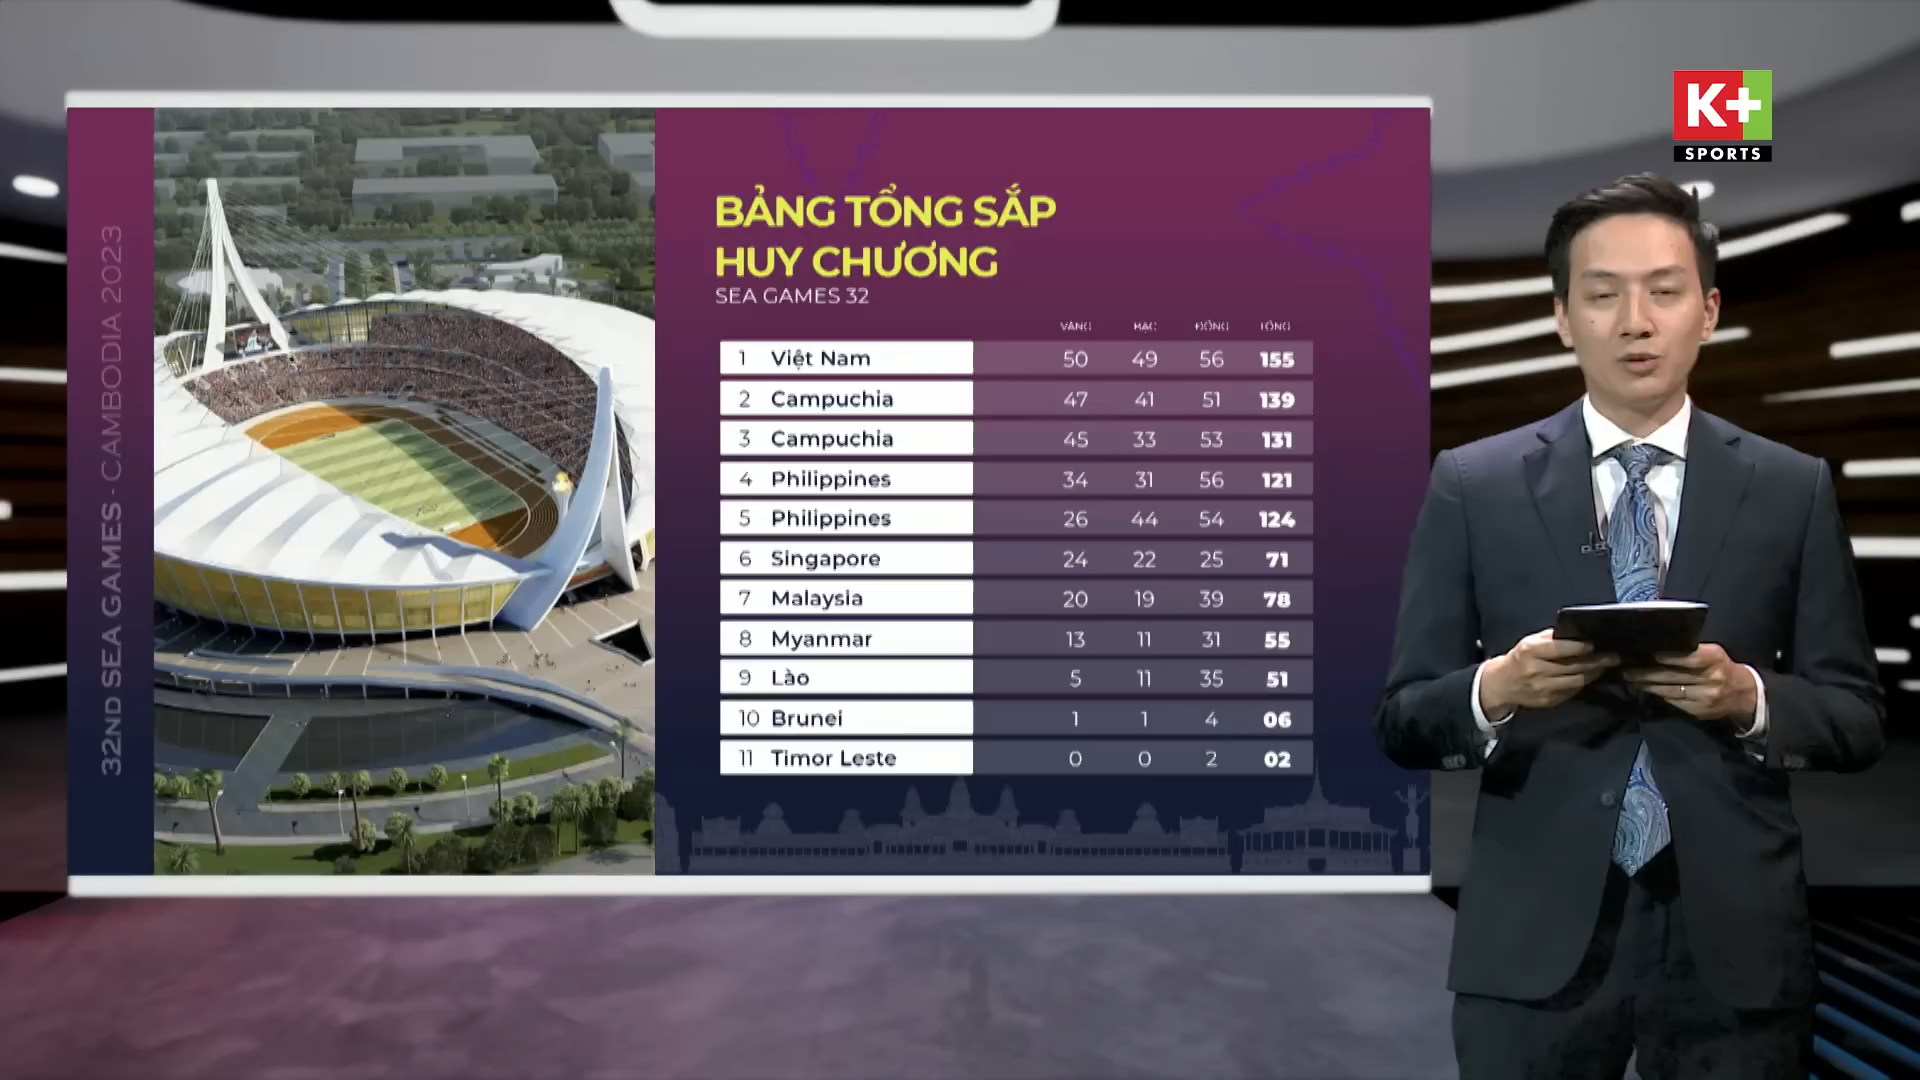 K+
SPORTS
32ND SEA GAMES - CAMBODIA 2023
BẢNG TỔNG SẮP
HUY CHƯƠNG
SEA GAMES 32
VÀNG BẠC ĐỒNG TỔNG
1 Việt Nam 50 49 56 155
2 Campuchia 47 41 51 139
3 Campuchia 45 33 53 131
4 Philippines 34 31 56 121
5 Philippines 26 44 54 124
6 Singapore 24 22 25 71
7 Malaysia 20 19 39 78
8 Myanmar 13 11 31 55
9 Lào 5 11 35 51
10 Brunei 1 1 4 06
11 Timor Leste 0 0 2 02